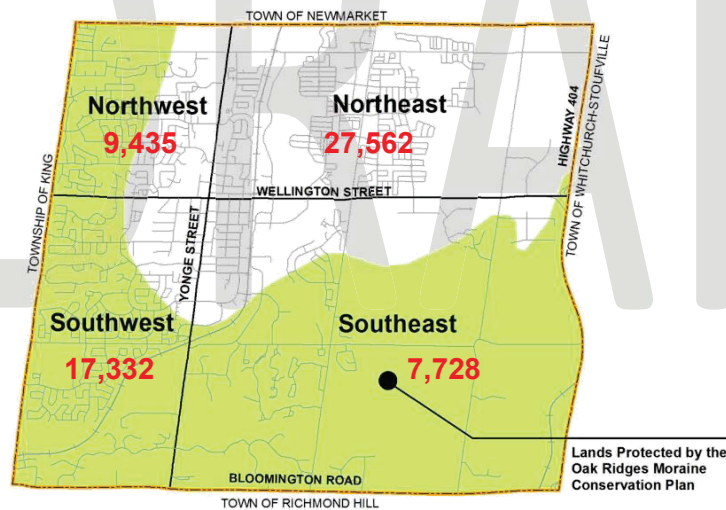 TOWN OF NEWMARKET
Northwest
9,435
Northeast
27,562
HIGHWAY 404
TOWN OF WHITCHURCH-STOUFVILLE
TOWNSHIP OF KING
WELLINGTON STREET
YONGE STREET
Southwest
17,332
Southeast
7,728
Lands Protected by the
Oak Ridges Moraine
Conservation Plan
BLOOMINGTON ROAD
TOWN OF RICHMOND HILL